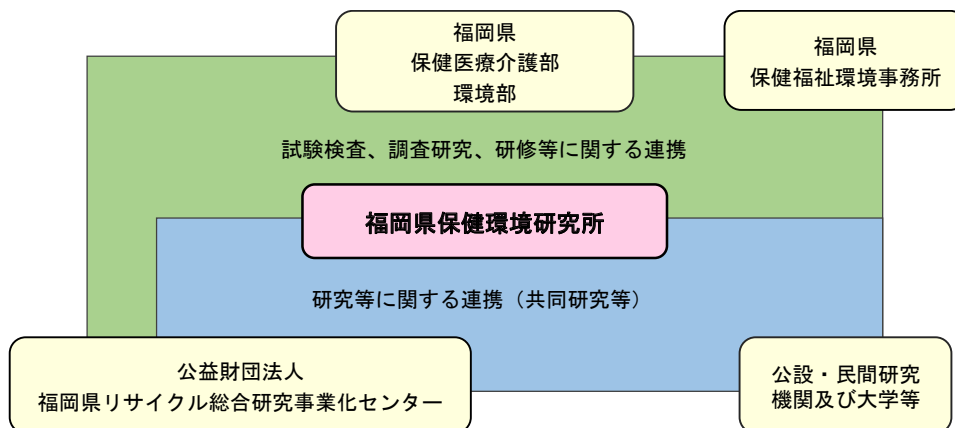 福岡県
保健医療介護部
環境部
福岡県
保健福祉環境事務所
試験検査、調査研究、研修等に関する連携
福岡県保健環境研究所
研究等に関する連携（共同研究等）
公益財団法人
福岡県リサイクル総合研究事業化センター
公設・民間研究
機関及び大学等